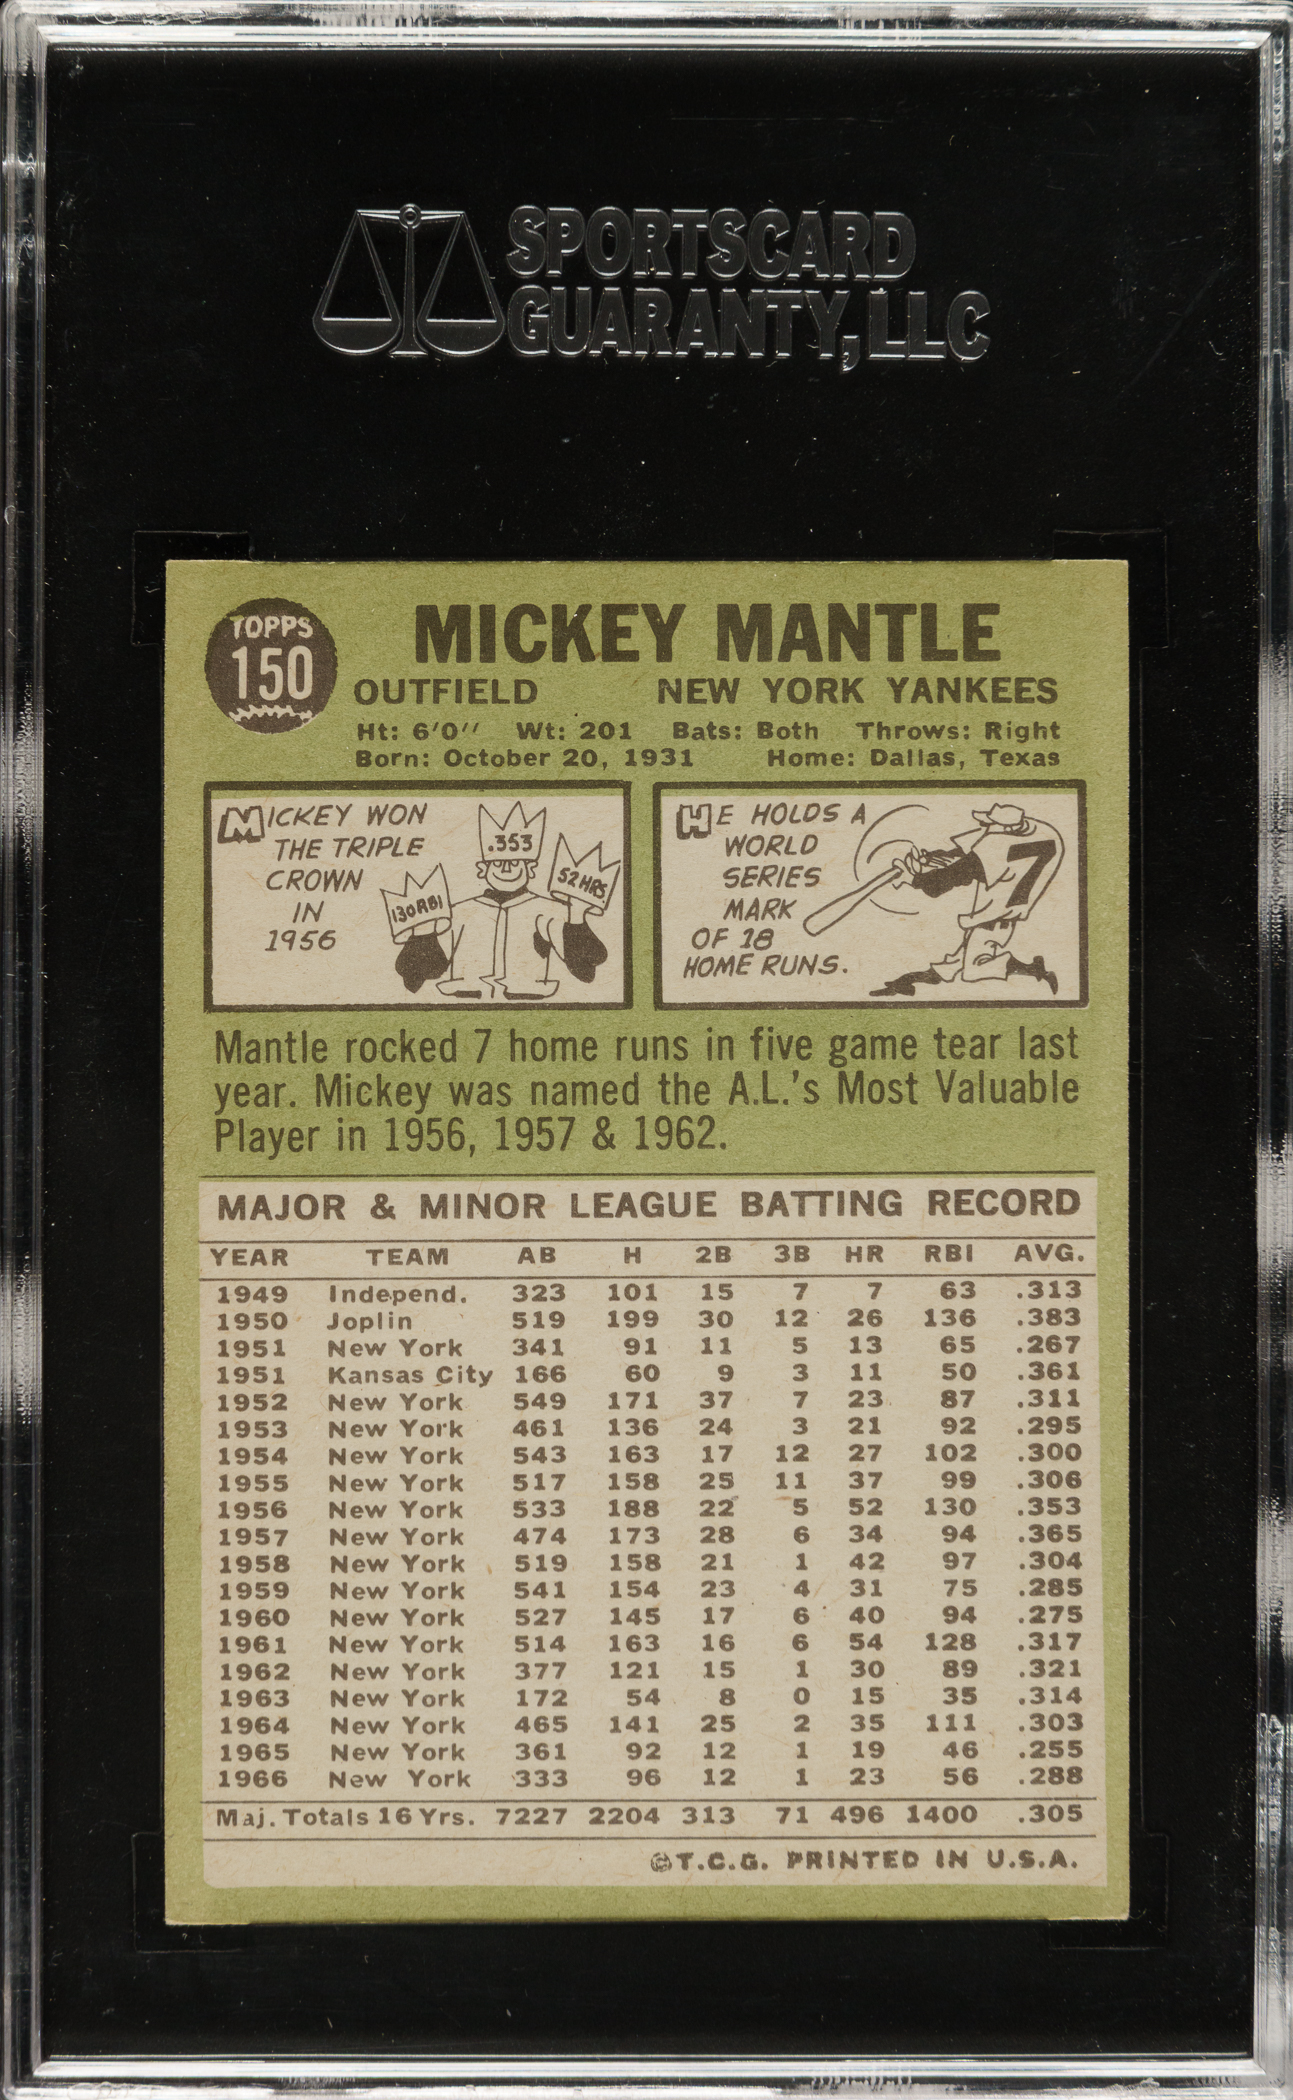 SPORTSCARD
GUARANTY, LLC
TOPPS
150
MICKEY MANTLE
OUTFIELD NEW YORK YANKEES
Ht: 6'0" Wt: 201 Bats: Both Throws: Right
Born: October 20, 1931 Home: Dallas, Texas
MICKEY WON
THE TRIPLE
CROWN
IN
1956
.353
130 RBI
52 HRS
HE HOLDS A
WORLD
SERIES
MARK
OF 18
HOME RUNS.
7
Mantle rocked 7 home runs in five game tear last
year. Mickey was named the A.L.'s Most Valuable
Player in 1956, 1957 & 1962.
MAJOR & MINOR LEAGUE BATTING RECORD
YEAR TEAM AB H 2B 3B HR RBI AVG.
1949 Independ. 323 101 15 7 7 63 .313
1950 Joplin 519 199 30 12 26 136 .383
1951 New York 341 91 11 5 13 65 .267
1951 Kansas City 166 60 9 3 11 50 .361
1952 New York 549 171 37 7 23 87 .311
1953 New York 461 136 24 3 21 92 .295
1954 New York 543 163 17 12 27 102 .300
1955 New York 517 158 25 11 37 99 .306
1956 New York 533 188 22 5 52 130 .353
1957 New York 474 173 28 6 34 94 .365
1958 New York 519 158 21 1 42 97 .304
1959 New York 541 154 23 4 31 75 .285
1960 New York 527 145 17 6 40 94 .275
1961 New York 514 163 16 6 54 128 .317
1962 New York 377 121 15 1 30 89 .321
1963 New York 172 54 8 0 15 35 .314
1964 New York 465 141 25 2 35 111 .303
1965 New York 361 92 12 1 19 46 .255
1966 New York 333 96 12 1 23 56 .288
Maj. Totals 16 Yrs. 7227 2204 313 71 496 1400 .305
©T.C.G. PRINTED IN U.S.A.